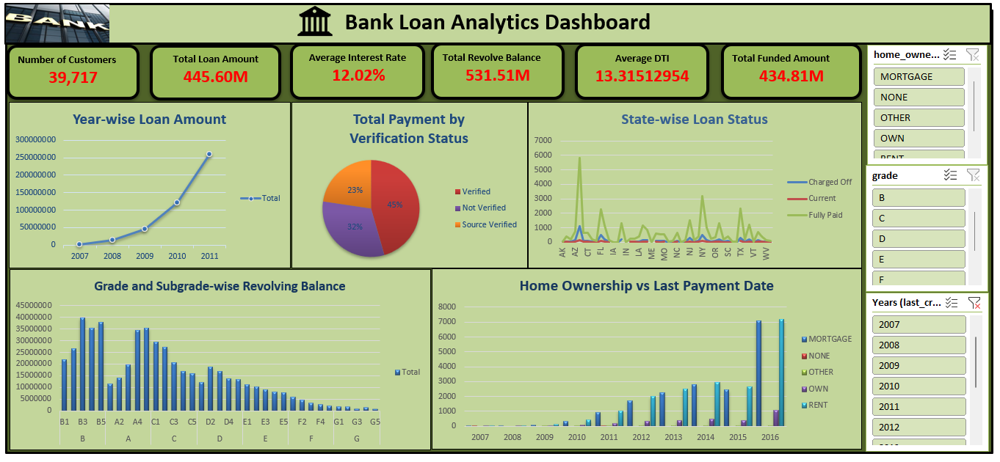 BANK
Bank Loan Analytics Dashboard
Number of Customers
39,717
Total Loan Amount
445.60M
Average Interest Rate
12.02%
Total Revolve Balance
531.51M
Average DTI
13.31512954
Total Funded Amount
434.81M
home_owne...
MORTGAGE
NONE
OTHER
OWN
RENT
Year-wise Loan Amount
300000000
250000000
200000000
150000000
100000000
50000000
0
2007 2008 2009 2010 2011
Total
Total Payment by
Verification Status
23%
45%
32%
Verified
Not Verified
Source Verified
State-wise Loan Status
7000
6000
5000
4000
3000
2000
1000
0
AK AZ CT FL IA IN LA ME MO NC NJ NY OR SC TX VT WV
Charged Off
Current
Fully Paid
grade
B
C
D
E
F
Grade and Subgrade-wise Revolving Balance
45000000
40000000
35000000
30000000
25000000
20000000
15000000
10000000
5000000
0
B1 B3 B5 A2 A4 C1 C3 C5 D2 D4 E1 E3 E5 F2 F4 G1 G3 G5
B A C D E F G
Total
Home Ownership vs Last Payment Date
8000
7000
6000
5000
4000
3000
2000
1000
0
2007 2008 2009 2010 2011 2012 2013 2014 2015 2016
MORTGAGE
NONE
OTHER
OWN
RENT
Years (last_cr...
2007
2008
2009
2010
2011
2012